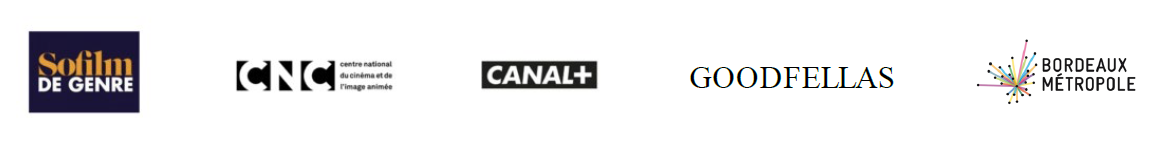 Sofilm
DE GENRE
CNC
centre national
du cinéma et de
l'image animée
CANAL+
GOODFELLAS
BORDEAUX
MÉTROPOLE